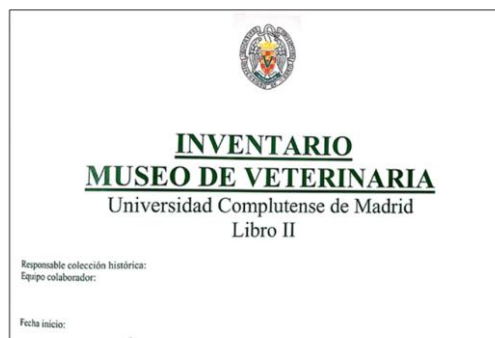 INVENTARIO
MUSEO DE VETERINARIA
Universidad Complutense de Madrid
Libro II
Responsable colección histórica:
Equipo colaborador:
Fecha inicio: